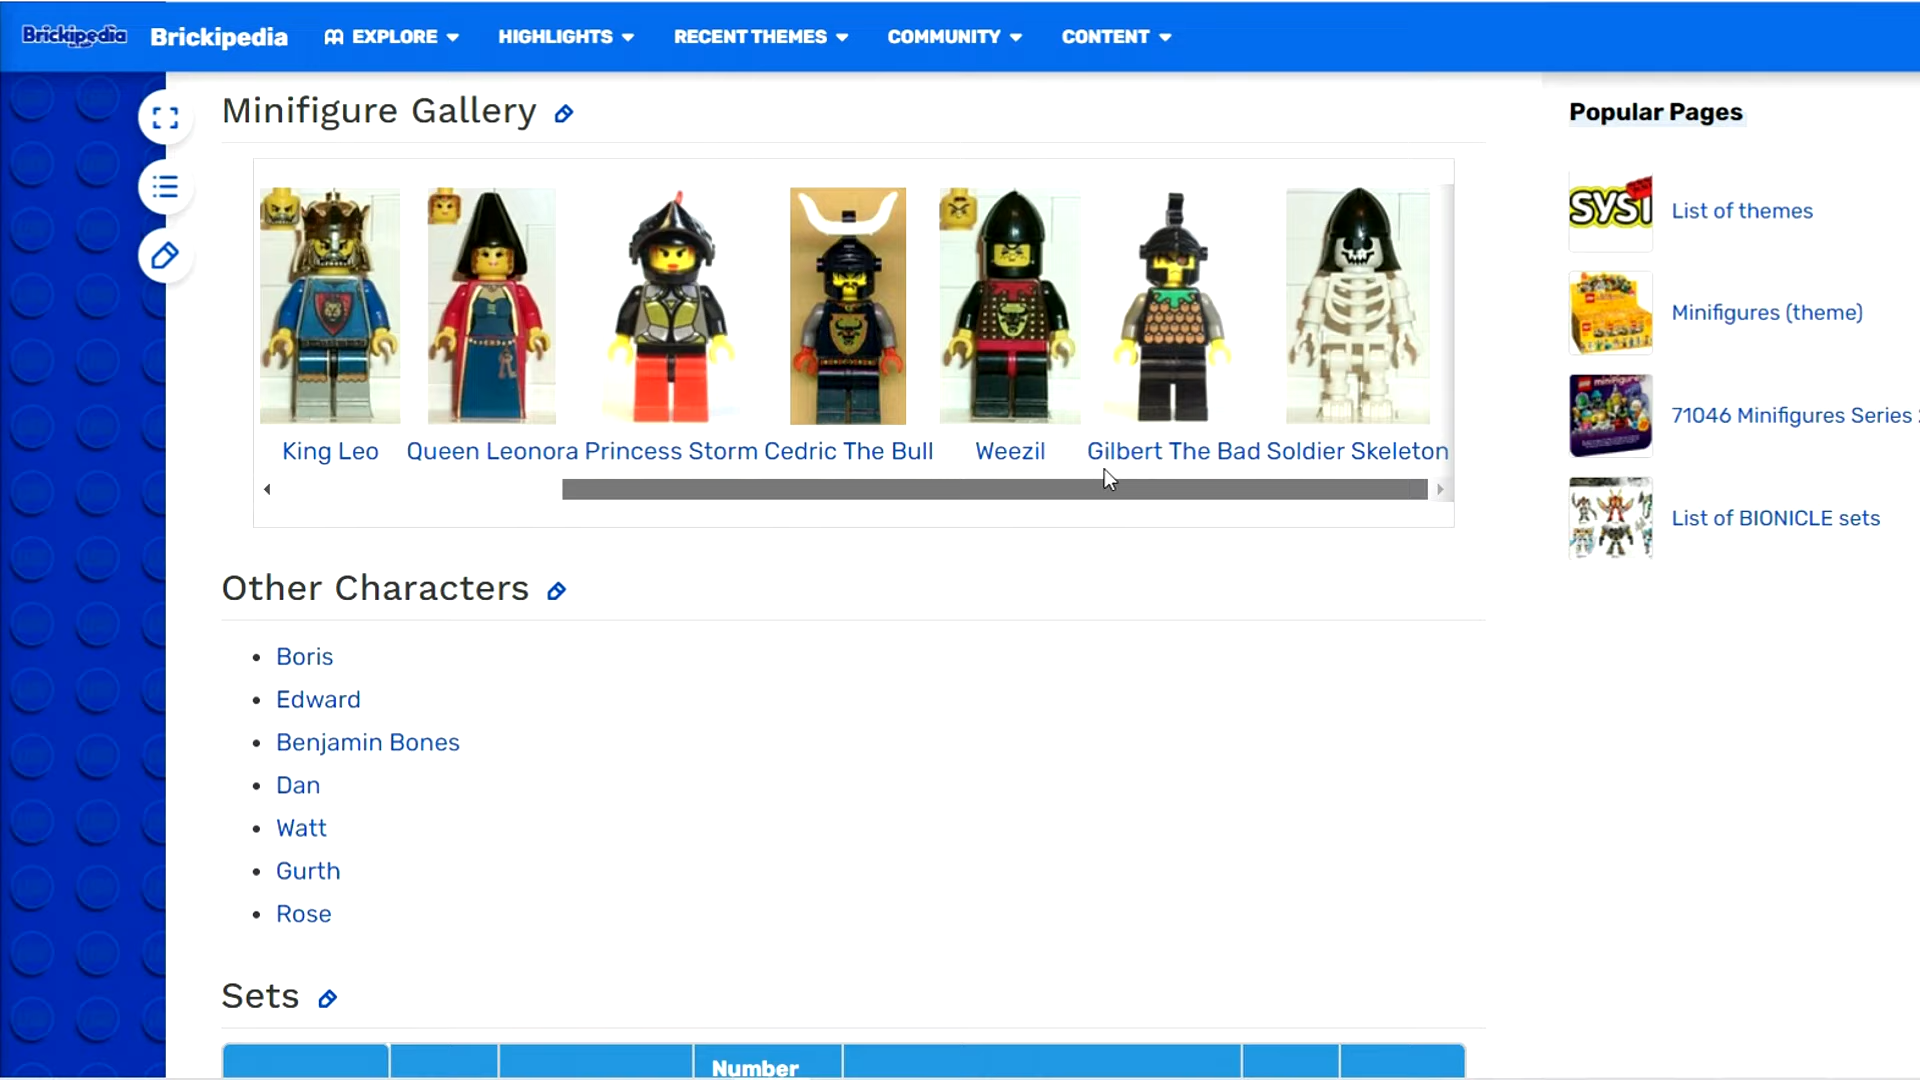 Brickipedia
Brickipedia EXPLORE HIGHLIGHTS RECENT THEMES COMMUNITY CONTENT
Minifigure Gallery
King Leo Queen Leonora Princess Storm Cedric The Bull Weezil Gilbert The Bad Soldier Skeleton
Other Characters
Boris
Edward
Benjamin Bones
Dan
Watt
Gurth
Rose
Sets
Number
Popular Pages
SYST
List of themes
Minifigures (theme)
minifigures
71046 Minifigures Series
List of BIONICLE sets